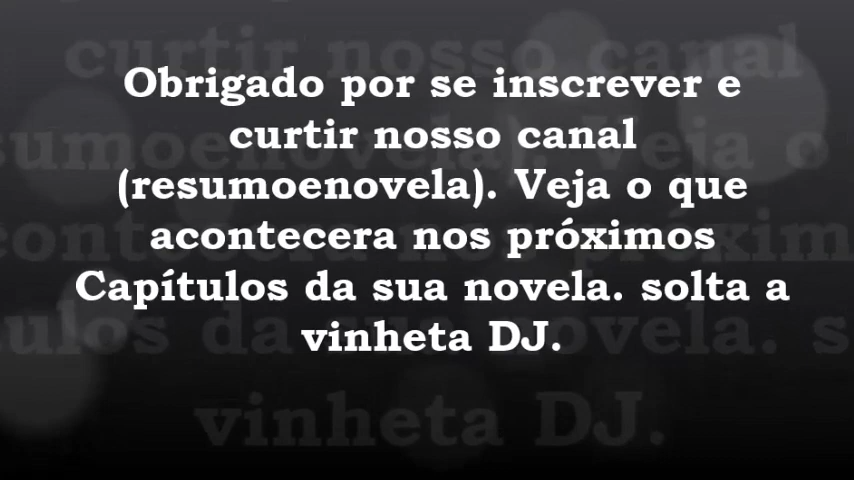 Obrigado por se inscrever e
curtir nosso canal
(resumoenovela). Veja o que
acontecera nos próximos
Capítulos da sua novela. solta a
vinheta DJ.